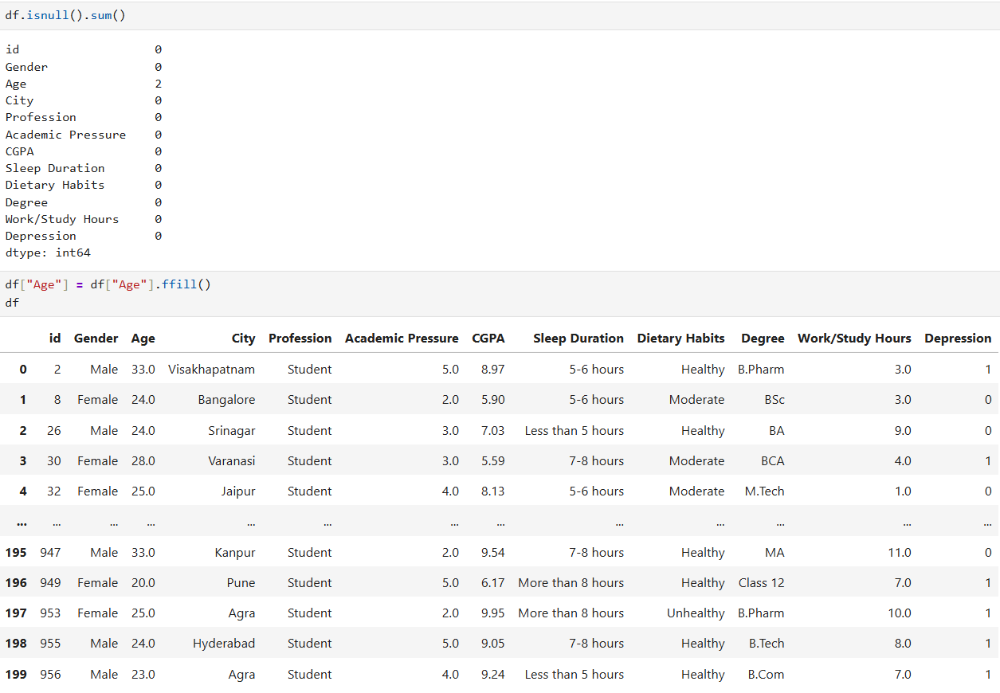 df.isnull().sum()
id 0
Gender 0
Age 2
City 0
Profession 0
Academic Pressure 0
CGPA 0
Sleep Duration 0
Dietary Habits 0
Degree 0
Work/Study Hours 0
Depression 0
dtype: int64
df["Age"] = df["Age"].ffill()
df
id Gender Age City Profession Academic Pressure CGPA Sleep Duration Dietary Habits Degree Work/Study Hours Depression
0 2 Male 33.0 Visakhapatnam Student 5.0 8.97 5-6 hours Healthy B.Pharm 3.0 1
1 8 Female 24.0 Bangalore Student 2.0 5.90 5-6 hours Moderate BSc 3.0 0
2 26 Male 24.0 Srinagar Student 3.0 7.03 Less than 5 hours Healthy BA 9.0 0
3 30 Female 28.0 Varanasi Student 3.0 5.59 7-8 hours Moderate BCA 4.0 1
4 32 Female 25.0 Jaipur Student 4.0 8.13 5-6 hours Moderate M.Tech 1.0 0
... ... ... ... ... ... ... ... ... ... ... ... ...
195 947 Male 33.0 Kanpur Student 2.0 9.54 7-8 hours Healthy MA 11.0 0
196 949 Female 20.0 Pune Student 5.0 6.17 More than 8 hours Healthy Class 12 7.0 1
197 953 Female 25.0 Agra Student 2.0 9.95 More than 8 hours Unhealthy B.Pharm 10.0 1
198 955 Male 24.0 Hyderabad Student 5.0 9.05 7-8 hours Healthy B.Tech 8.0 1
199 956 Male 23.0 Agra Student 4.0 9.24 Less than 5 hours Healthy B.Com 7.0 1